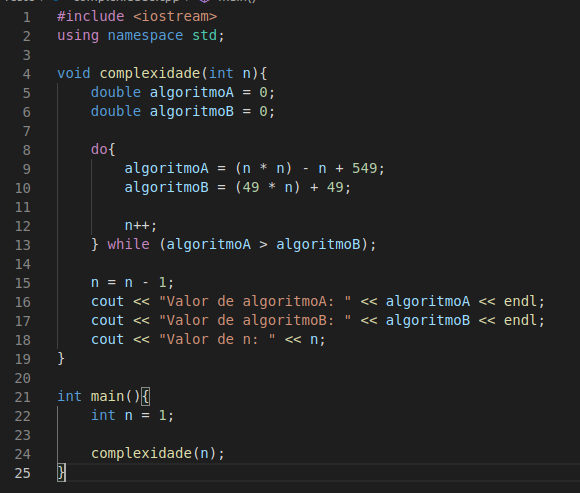 1 #include <iostream>
2 using namespace std;
3
4 void complexidade(int n){
5     double algoritmoA = 0;
6     double algoritmoB = 0;
7
8     do{
9         algoritmoA = (n * n) - n + 549;
10         algoritmoB = (49 * n) + 49;
11
12         n++;
13     } while (algoritmoA > algoritmoB);
14
15     n = n - 1;
16     cout << "Valor de algoritmoA: " << algoritmoA << endl;
17     cout << "Valor de algoritmoB: " << algoritmoB << endl;
18     cout << "Valor de n: " << n;
19 }
20
21 int main(){
22     int n = 1;
23
24     complexidade(n);
25 }